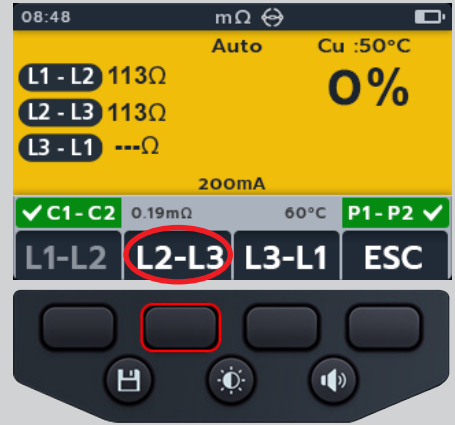 08:48 mΩ
Auto Cu :50°C
L1 - L2 113Ω
0%
L2 - L3 113Ω
L3 - L1 ---Ω
200mA
✓ C1- C2 0.19mΩ 60°C P1- P2 ✓
L1-L2 L2-L3 L3-L1 ESC